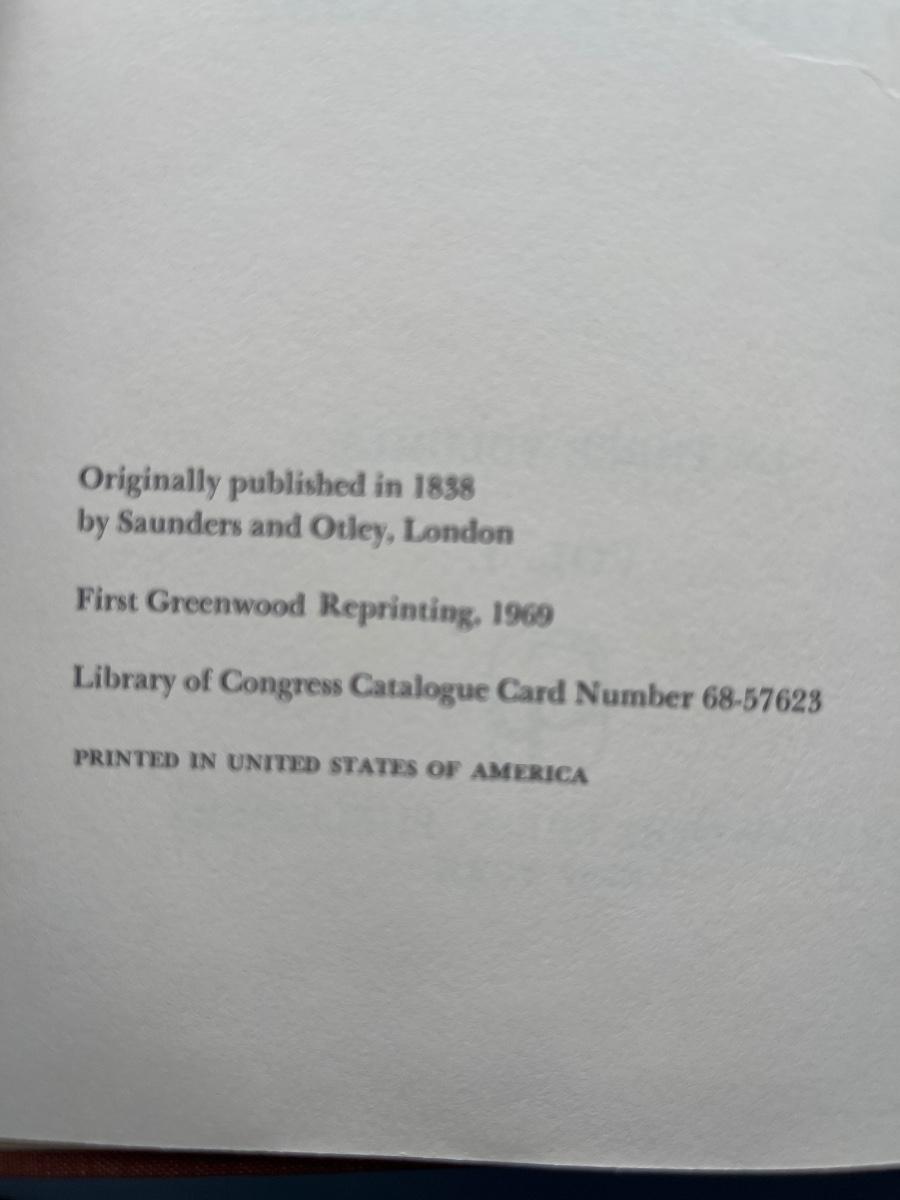 Originally published in 1838
by Saunders and Otley, London
First Greenwood Reprinting, 1969
Library of Congress Catalogue Card Number 68-57623
PRINTED IN UNITED STATES OF AMERICA